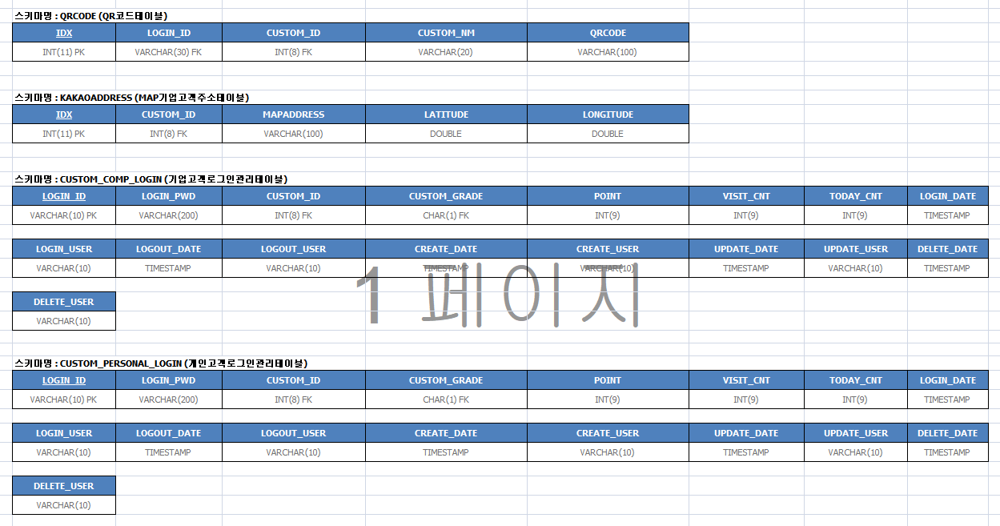 스키마명 : QRCODE (QR코드테이블)
IDX LOGIN_ID CUSTOM_ID CUSTOM_NM QRCODE
INT(11) PK VARCHAR(30) FK INT(8) FK VARCHAR(20) VARCHAR(100)
스키마명 : KAKAOADDRESS (MAP기업고객주소테이블)
IDX CUSTOM_ID MAPADDRESS LATITUDE LONGITUDE
INT(11) PK INT(8) FK VARCHAR(100) DOUBLE DOUBLE
스키마명 : CUSTOM_COMP_LOGIN (기업고객로그인관리테이블)
LOGIN_ID LOGIN_PWD CUSTOM_ID CUSTOM_GRADE POINT VISIT_CNT TODAY_CNT LOGIN_DATE
VARCHAR(10) PK VARCHAR(200) INT(8) FK CHAR(1) FK INT(9) INT(9) INT(9) TIMESTAMP
LOGIN_USER LOGOUT_DATE LOGOUT_USER CREATE_DATE CREATE_USER UPDATE_DATE UPDATE_USER DELETE_DATE
VARCHAR(10) TIMESTAMP VARCHAR(10) TIMESTAMP VARCHAR(10) TIMESTAMP VARCHAR(10) TIMESTAMP
1 페이지
DELETE_USER
VARCHAR(10)
스키마명 : CUSTOM_PERSONAL_LOGIN (개인고객로그인관리테이블)
LOGIN_ID LOGIN_PWD CUSTOM_ID CUSTOM_GRADE POINT VISIT_CNT TODAY_CNT LOGIN_DATE
VARCHAR(10) PK VARCHAR(200) INT(8) FK CHAR(1) FK INT(9) INT(9) INT(9) TIMESTAMP
LOGIN_USER LOGOUT_DATE LOGOUT_USER CREATE_DATE CREATE_USER UPDATE_DATE UPDATE_USER DELETE_DATE
VARCHAR(10) TIMESTAMP VARCHAR(10) TIMESTAMP VARCHAR(10) TIMESTAMP VARCHAR(10) TIMESTAMP
DELETE_USER
VARCHAR(10)